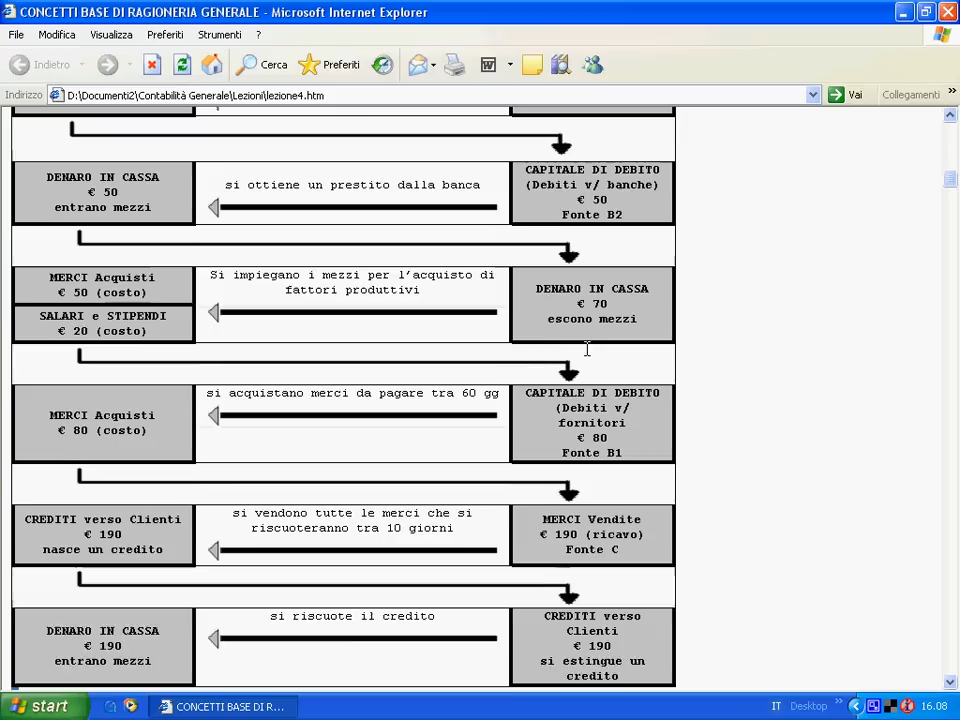 CONCETTI BASE DI RAGIONERIA GENERALE - Microsoft Internet Explorer
File Modifica Visualizza Preferiti Strumenti ?
Indietro Cerca Preferiti
Indirizzo D:\Documenti2\Contabilità Generale\Lezioni\lezione4.htm Vai Collegamenti »
DENARO IN CASSA
€ 50
entrano mezzi
si ottiene un prestito dalla banca
CAPITALE DI DEBITO
(Debiti v/ banche)
€ 50
Fonte B2
MERCI Acquisti
€ 50 (costo)
SALARI e STIPENDI
€ 20 (costo)
Si impiegano i mezzi per l'acquisto di
fattori produttivi
DENARO IN CASSA
€ 70
escono mezzi
MERCI Acquisti
€ 80 (costo)
si acquistano merci da pagare tra 60 gg
CAPITALE DI DEBITO
(Debiti v/
fornitori
€ 80
Fonte B1
CREDITI verso Clienti
€ 190
nasce un credito
si vendono tutte le merci che si
riscuoteranno tra 10 giorni
MERCI Vendite
€ 190 (ricavo)
Fonte C
DENARO IN CASSA
€ 190
entrano mezzi
si riscuote il credito
CREDITI verso
Clienti
€ 190
si estingue un
credito
start CONCETTI BASE DI R... IT Desktop » 16.08